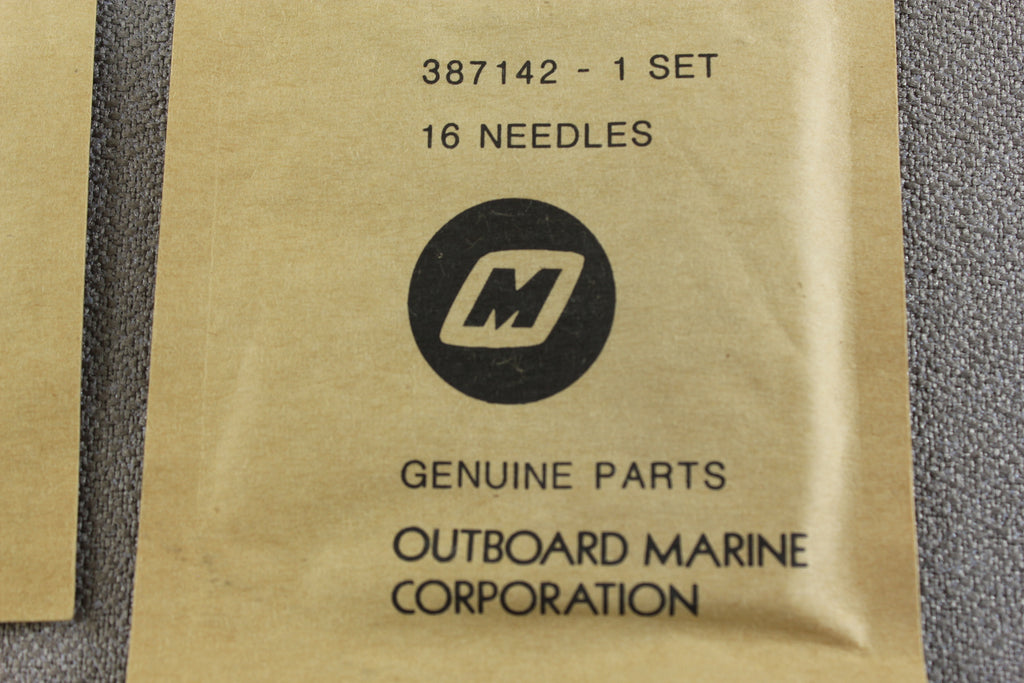 387142 - 1 SET
16 NEEDLES
M
GENUINE PARTS
OUTBOARD MARINE
CORPORATION